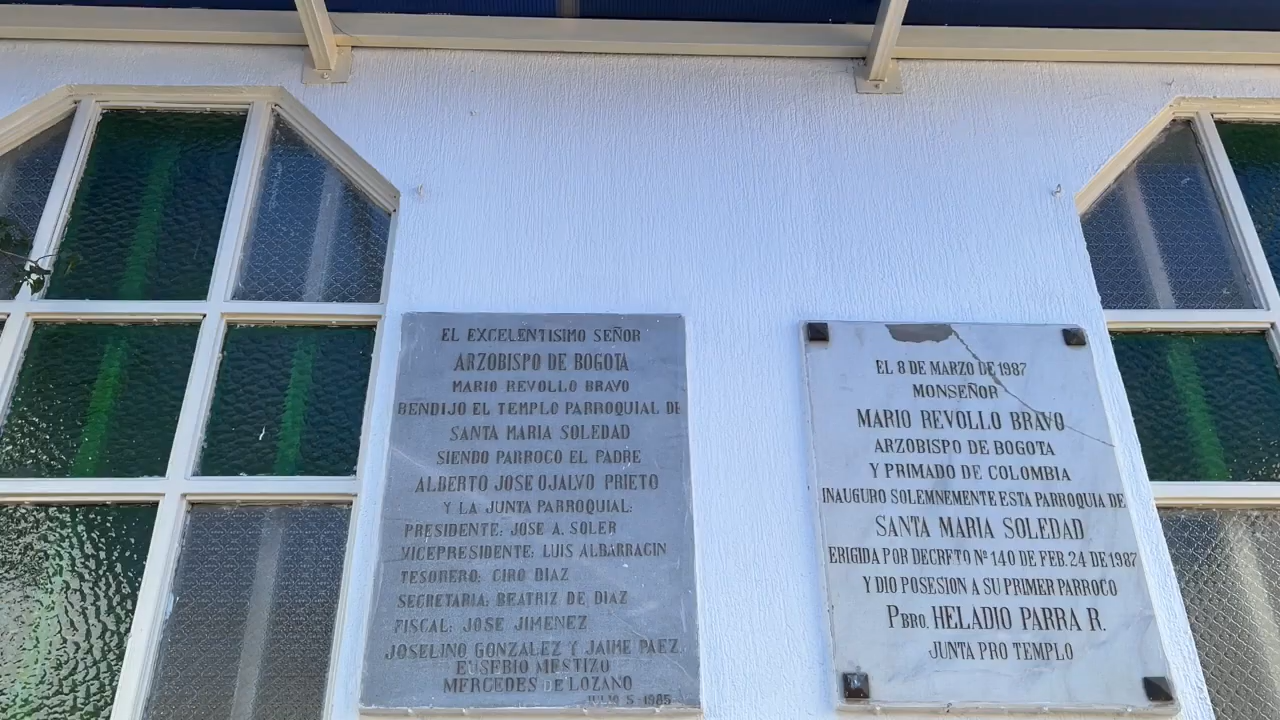 EL EXCELENTISIMO SEÑOR
ARZOBISPO DE BOGOTA
MARIO REVOLLO BRAVO
BENDIJO EL TEMPLO PARROQUIAL DE
SANTA MARIA SOLEDAD
SIENDO PARROCO EL PADRE
ALBERTO JOSE OJALVO PRIETO
Y LA JUNTA PARROQUIAL:
PRESIDENTE: JOSE A. SOLER
VICEPRESIDENTE: LUIS ALBARRACIN
TESORERO: CIRO DIAZ
SECRETARIA: BEATRIZ DE DIAZ
FISCAL: JOSE JIMENEZ
JOSELINO GONZALEZ Y JAIME PAEZ
EUSEBIO MESTIZO
MERCEDES DE LOZANO
JULIO 5-1985
EL 8 DE MARZO DE 1987
MONSEÑOR
MARIO REVOLLO BRAVO
ARZOBISPO DE BOGOTA
Y PRIMADO DE COLOMBIA
INAUGURO SOLEMNEMENTE ESTA PARROQUIA DE
SANTA MARIA SOLEDAD
ERIGIDA POR DECRETO Nº 140 DE FEB. 24 DE 1987
Y DIO POSESION A SU PRIMER PARROCO
PBRO. HELADIO PARRA R.
JUNTA PRO TEMPLO